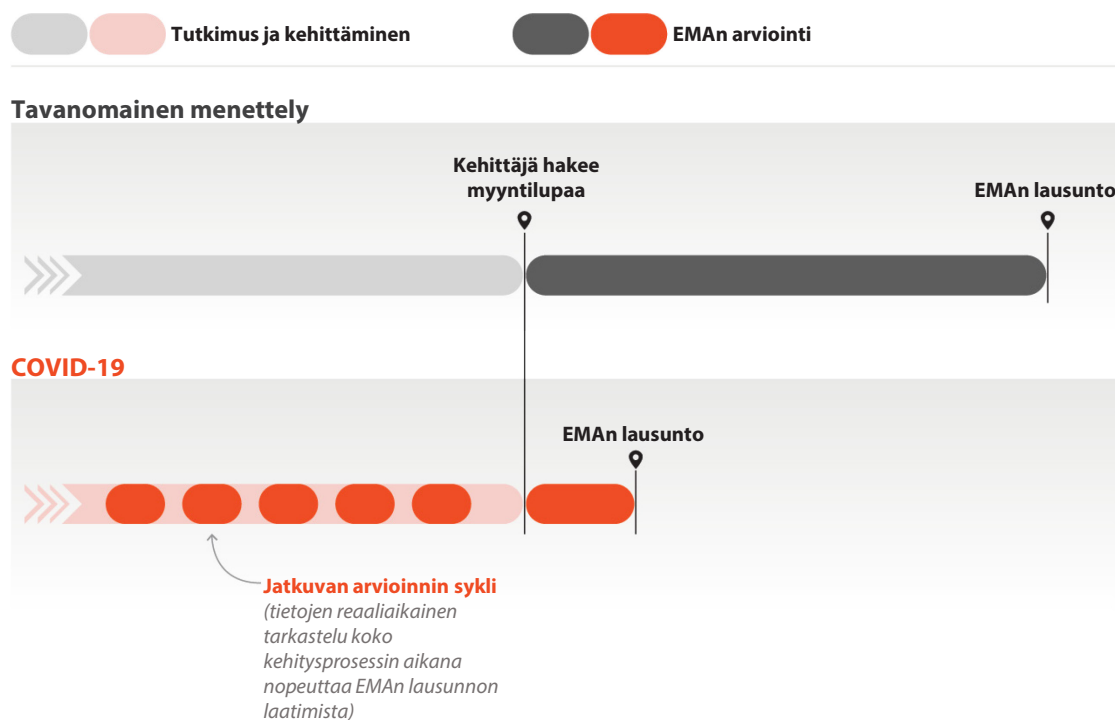 Tutkimus ja kehittäminen
EMAn arviointi
Tavanomainen menettely
Kehittäjä hakee
myyntilupaa
EMAn lausunto
COVID-19
EMAn lausunto
Jatkuvan arvioinnin sykli
(tietojen reaaliaikainen
tarkastelu koko
kehitysprosessin aikana
nopeuttaa EMAn lausunnon
laatimista)